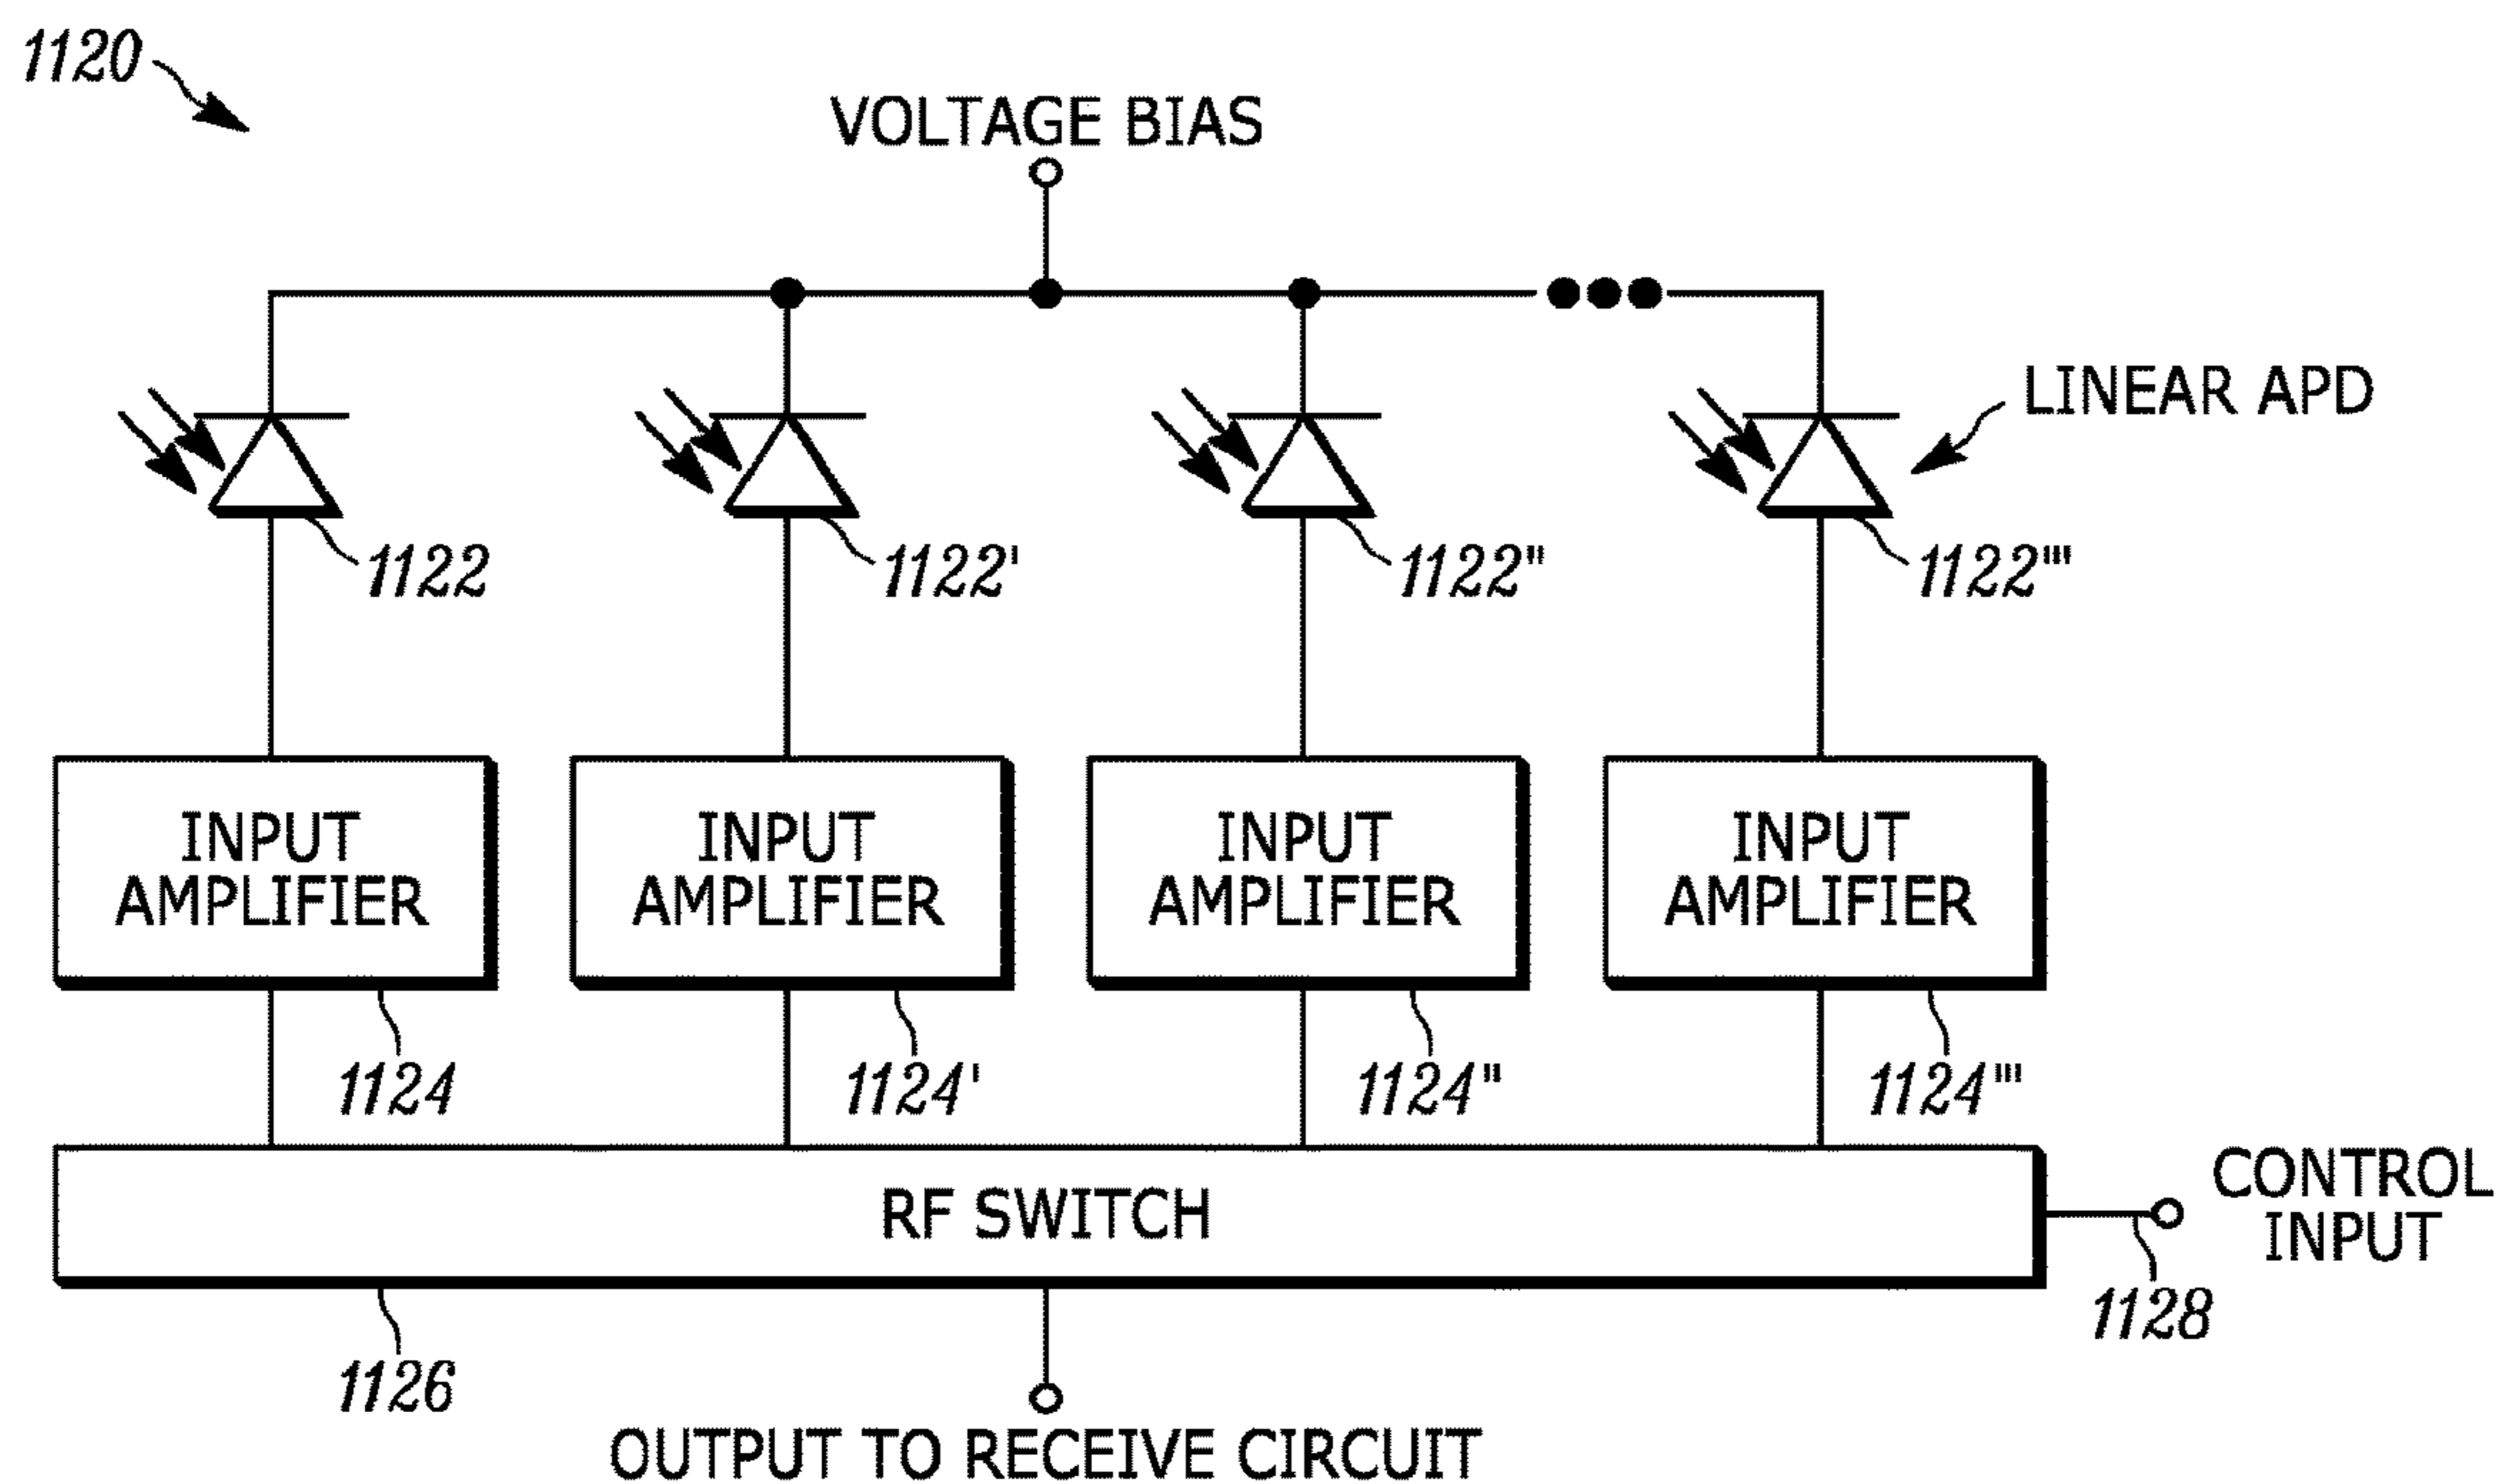 1120
VOLTAGE BIAS
LINEAR APD
1122
1122'
1122"
1122'"
INPUT
AMPLIFIER
INPUT
AMPLIFIER
INPUT
AMPLIFIER
INPUT
AMPLIFIER
1124
1124'
1124"
1124'"
RF SWITCH
CONTROL
INPUT
1128
1126
OUTPUT TO RECEIVE CIRCUIT